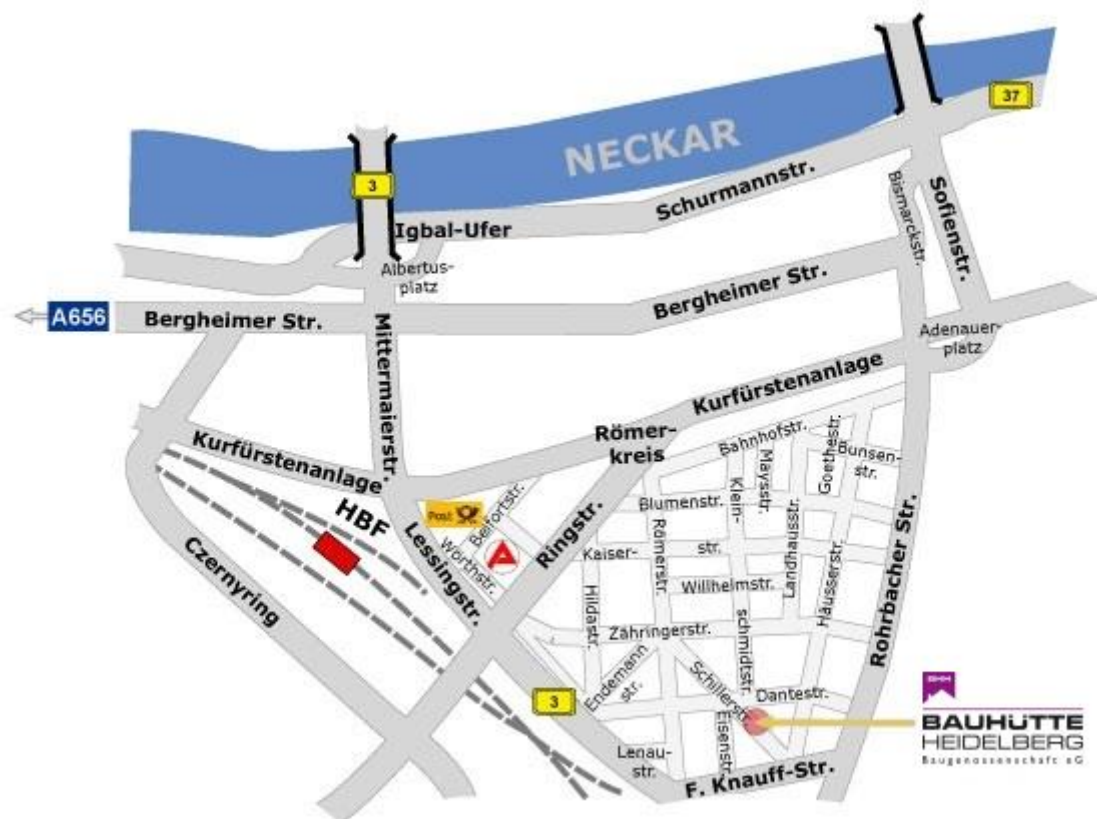 37
NECKAR
3
Schurmannstr.
Bismarckstr.
Sofienstr.
Igbal-Ufer
Albertus-
platz
Bergheimer Str.
A656
Bergheimer Str.
Mittermaierstr.
Adenauer-
platz
Kurfürstenanlage
Römer-
kreis
Kurfürstenanlage
Bahnhofstr.
Maysstr.
Goethestr.
Bunsen-
str.
Klein-
Blumenstr.
Landhausstr.
HBF
Post
Belfortstr.
Wörthstr.
A
Ringstr.
Lessingstr.
Kaiser-
str.
Römerstr.
Willhelmstr.
Hildastr.
Häusserstr.
Rohrbacher Str.
Czernyring
Zähringerstr.
schmidtstr.
Endemann
str.
Schillerstr.
Dantestr.
3
Eisenstr.
Lenau-
str.
F. Knauff-Str.
BHH
BAUHÜTTE
HEIDELBERG
Baugenossenschaft eG